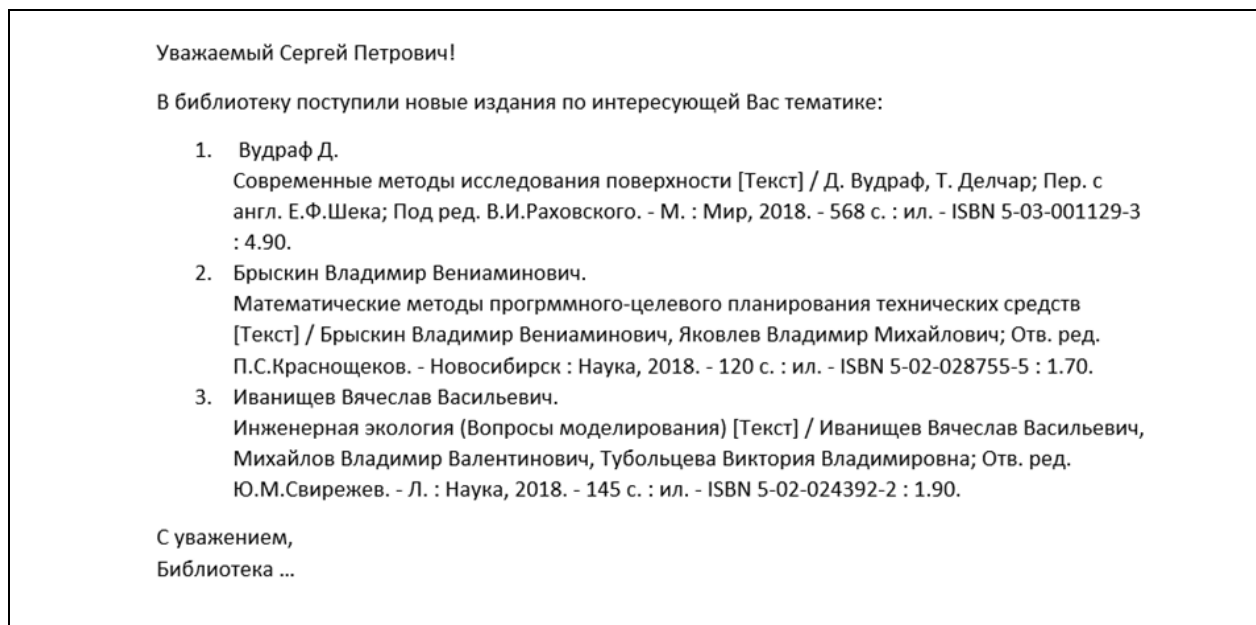 Уважаемый Сергей Петрович!
В библиотеку поступили новые издания по интересующей Вас тематике:
1. Вудраф Д.
Современные методы исследования поверхности [Текст] / Д. Вудраф, Т. Делчар; Пер. с
англ. Е.Ф.Шека; Под ред. В.И.Раховского. - М. : Мир, 2018. - 568 с. : ил. - ISBN 5-03-001129-3
: 4.90.
2. Брыскин Владимир Вениаминович.
Математические методы прогрммного-целевого планирования технических средств
[Текст] / Брыскин Владимир Вениаминович, Яковлев Владимир Михайлович; Отв. ред.
П.С.Краснощеков. - Новосибирск : Наука, 2018. - 120 с. : ил. - ISBN 5-02-028755-5 : 1.70.
3. Иванищев Вячеслав Васильевич.
Инженерная экология (Вопросы моделирования) [Текст] / Иванищев Вячеслав Васильевич,
Михайлов Владимир Валентинович, Тубольцева Виктория Владимировна; Отв. ред.
Ю.М.Свирежев. - Л. : Наука, 2018. - 145 с. : ил. - ISBN 5-02-024392-2 : 1.90.
С уважением,
Библиотека ...